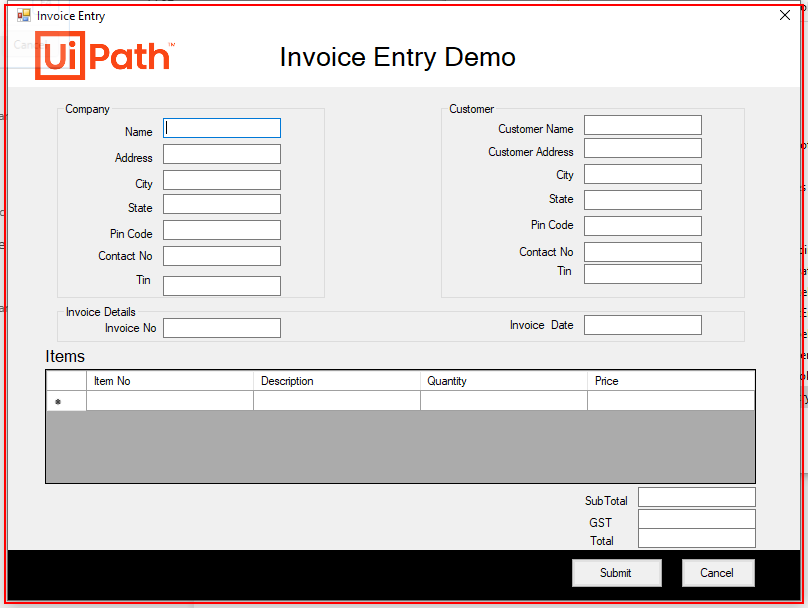 Invoice Entry
UiPath™
Invoice Entry Demo
Company
Name
Address
City
State
Pin Code
Contact No
Tin
Customer
Customer Name
Customer Address
City
State
Pin Code
Contact No
Tin
Invoice Details
Invoice No
Invoice Date
Items
Item No Description Quantity Price
SubTotal
GST
Total
Submit Cancel